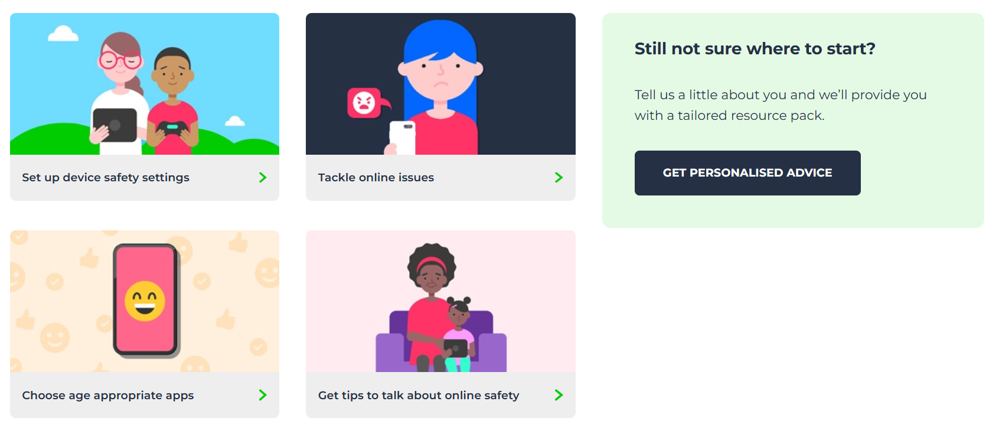 Set up device safety settings
Tackle online issues
Choose age appropriate apps
Get tips to talk about online safety
Still not sure where to start?
Tell us a little about you and we’ll provide you
with a tailored resource pack.
GET PERSONALISED ADVICE